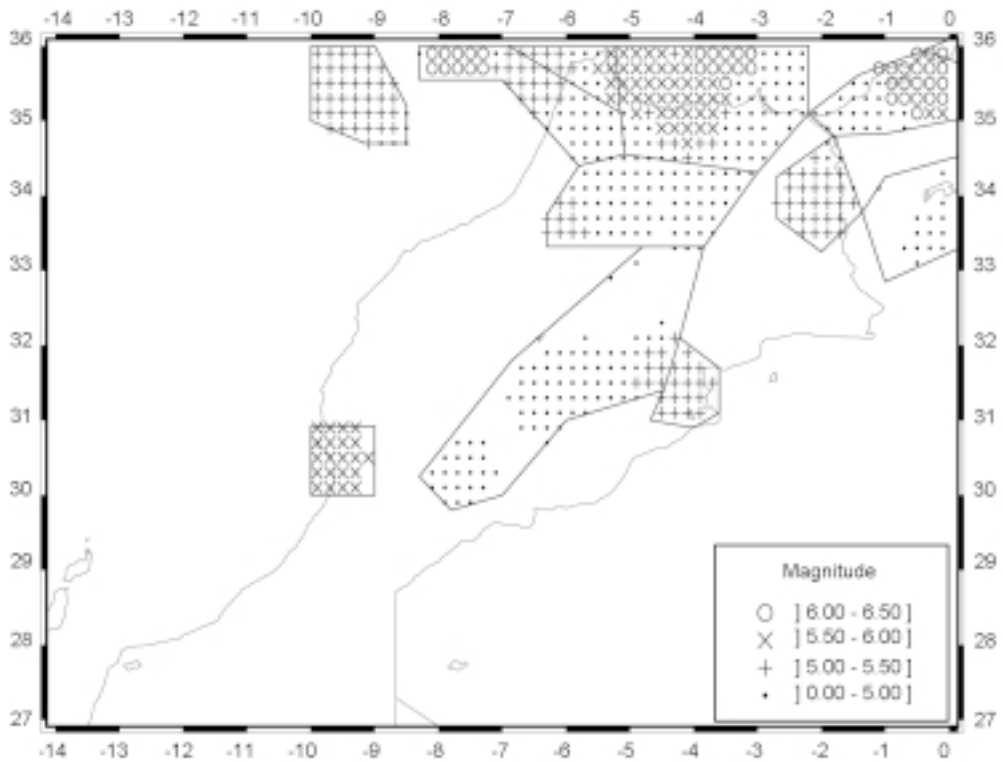 -14 -13 -12 -11 -10 -9 -8 -7 -6 -5 -4 -3 -2 -1 0
36 36
35 35
34 34
33 33
32 32
31 31
30 30
29 29
28 28
27 27
Magnitude
O ] 6.00 - 6.50 ]
X ] 5.50 - 6.00 ]
+ ] 5.00 - 5.50 ]
. ] 0.00 - 5.00 ]
-14 -13 -12 -11 -10 -9 -8 -7 -6 -5 -4 -3 -2 -1 0